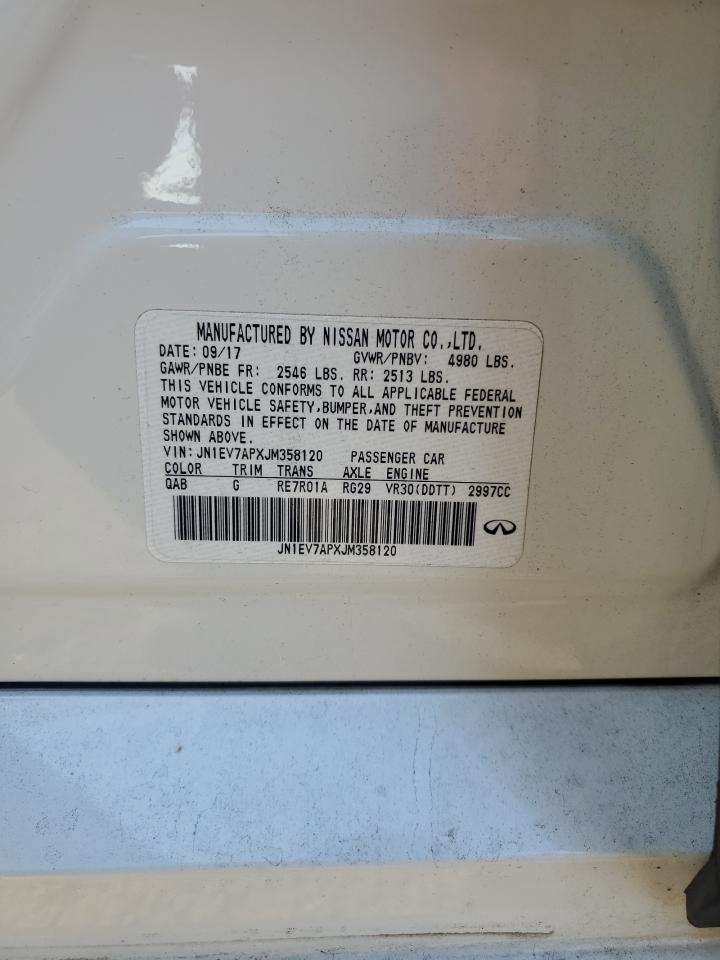 MANUFACTURED BY NISSAN MOTOR CO.,LTD.
DATE: 09/17 GVWR/PNBV: 4980 LBS.
GAWR/PNBE FR: 2546 LBS. RR: 2513 LBS.
THIS VEHICLE CONFORMS TO ALL APPLICABLE FEDERAL
MOTOR VEHICLE SAFETY,BUMPER,AND THEFT PREVENTION
STANDARDS IN EFFECT ON THE DATE OF MANUFACTURE
SHOWN ABOVE.
VIN: JN1EV7APXJM358120 PASSENGER CAR
COLOR TRIM TRANS AXLE ENGINE
QAB G RE7R01A RG29 VR30(DDTT) 2997CC
JN1EV7APXJM358120